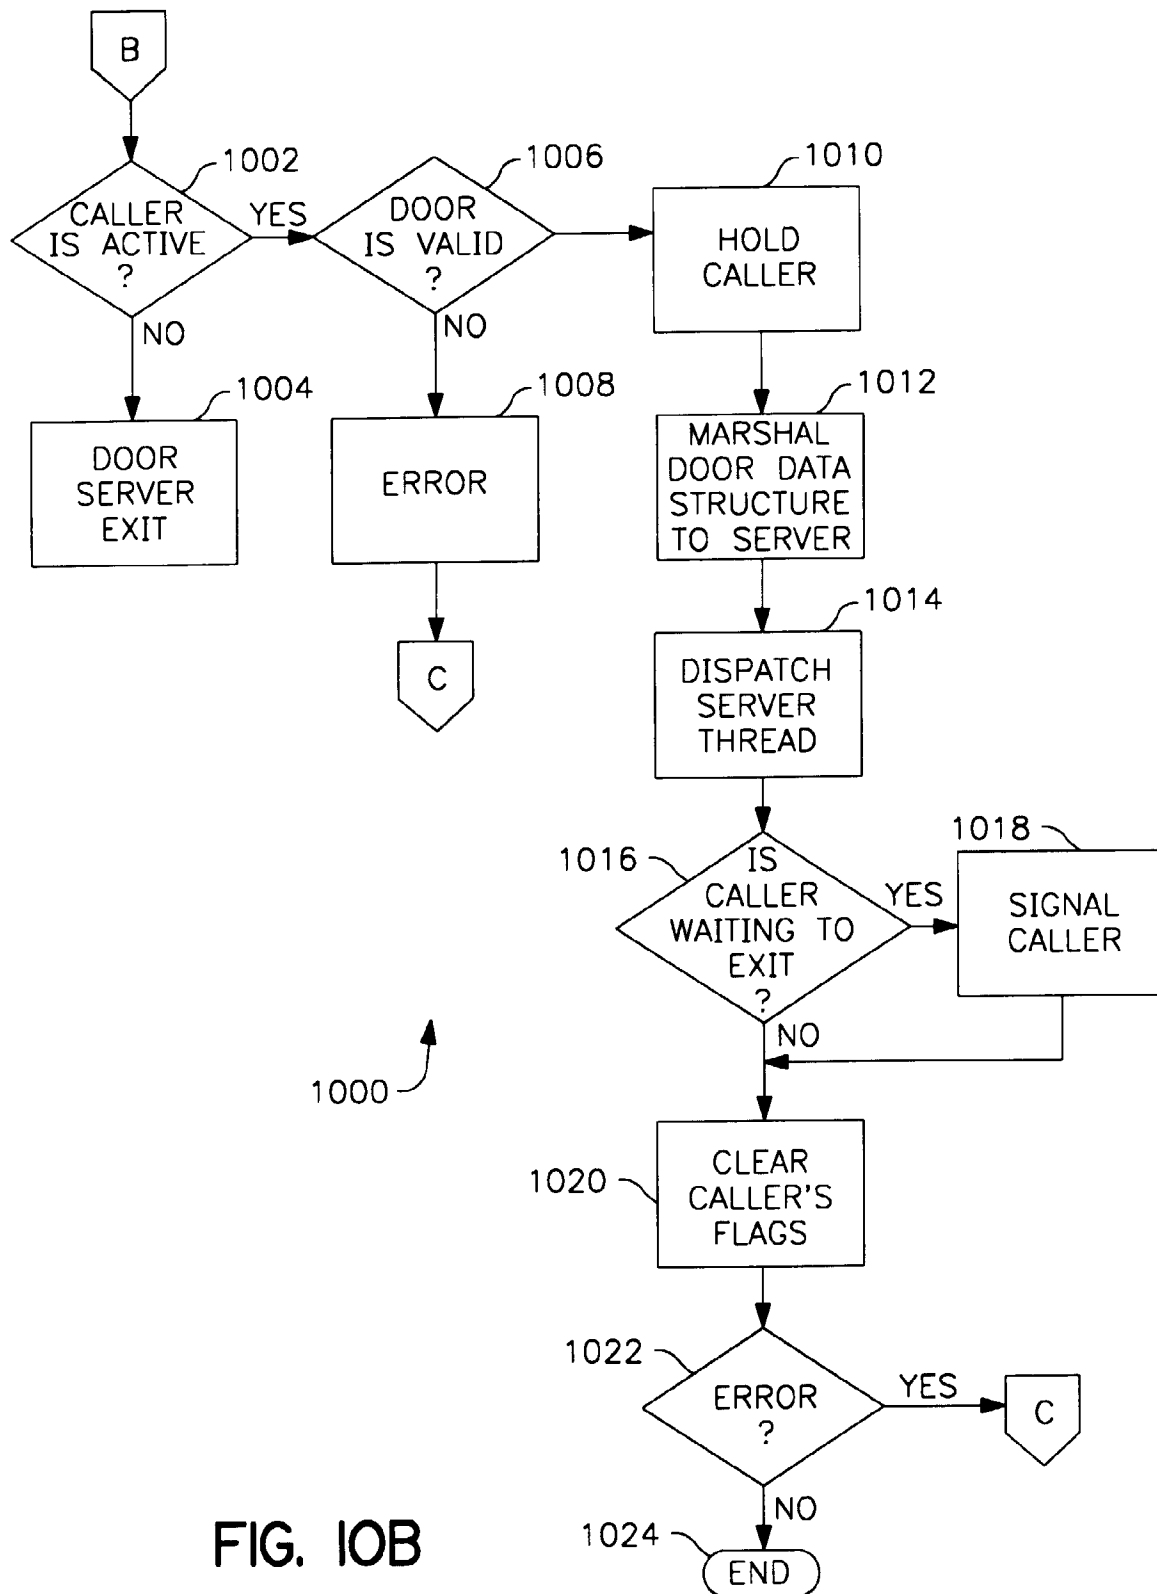 B
1002
CALLER
IS ACTIVE
?
YES
NO
1004
DOOR
SERVER
EXIT
1006
DOOR
IS VALID
?
NO
1008
ERROR
C
1010
HOLD
CALLER
1012
MARSHAL
DOOR DATA
STRUCTURE
TO SERVER
1014
DISPATCH
SERVER
THREAD
1016
IS
CALLER
WAITING TO
EXIT
?
YES
NO
1018
SIGNAL
CALLER
1000
1020
CLEAR
CALLER'S
FLAGS
1022
ERROR
?
YES
C
NO
1024
END
FIG. 10B